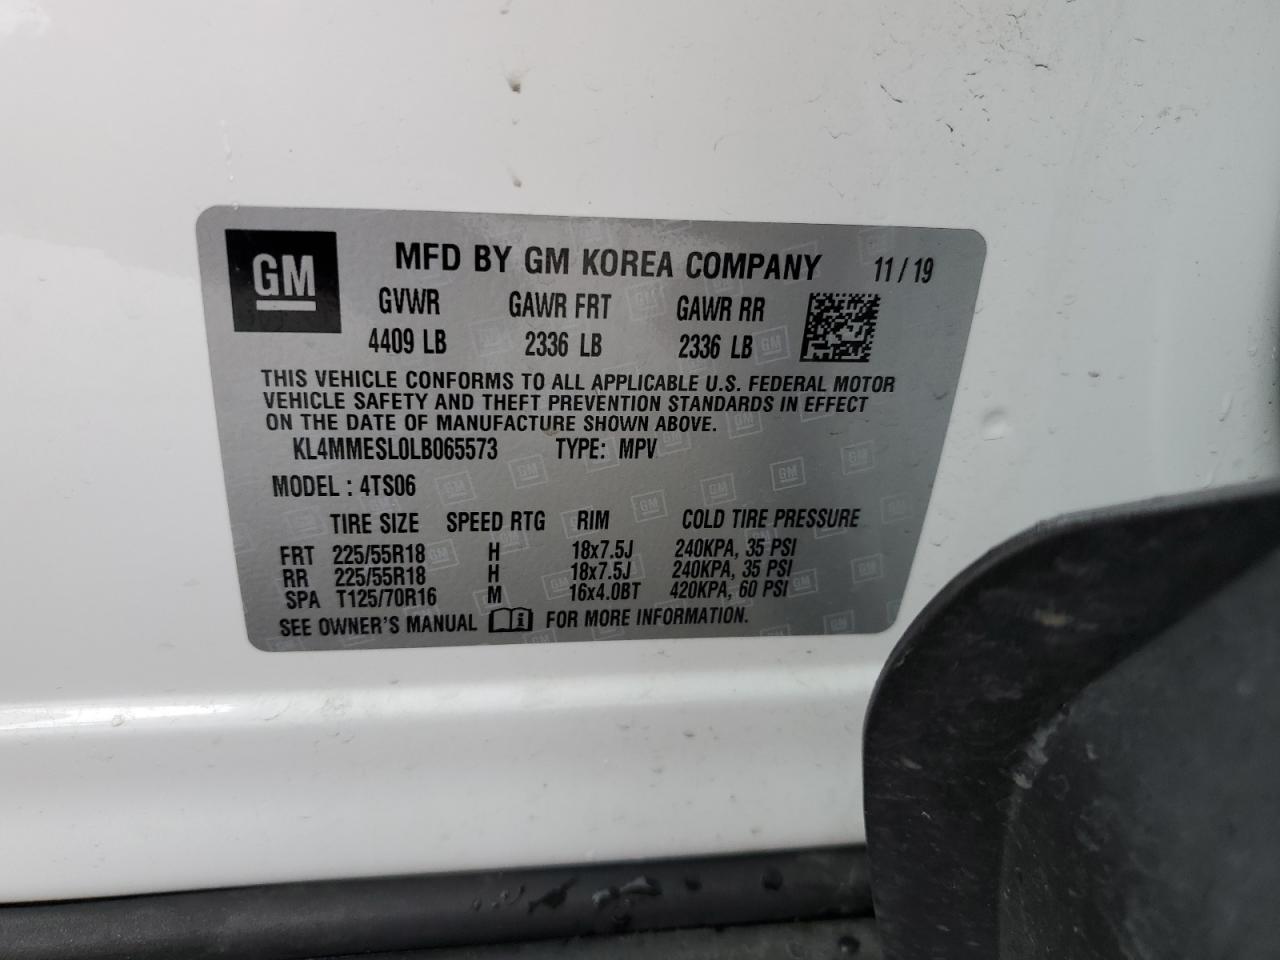 GM
MFD BY GM KOREA COMPANY 11/19
GVWR GAWR FRT GAWR RR
4409 LB 2336 LB 2336 LB
THIS VEHICLE CONFORMS TO ALL APPLICABLE U.S. FEDERAL MOTOR
VEHICLE SAFETY AND THEFT PREVENTION STANDARDS IN EFFECT
ON THE DATE OF MANUFACTURE SHOWN ABOVE.
KL4MMESL0LB065573 TYPE: MPV
MODEL : 4TS06
TIRE SIZE SPEED RTG RIM COLD TIRE PRESSURE
FRT 225/55R18 H 18x7.5J 240KPA, 35 PSI
RR 225/55R18 H 18x7.5J 240KPA, 35 PSI
SPA T125/70R16 M 16x4.0BT 420KPA, 60 PSI
SEE OWNER'S MANUAL FOR MORE INFORMATION.